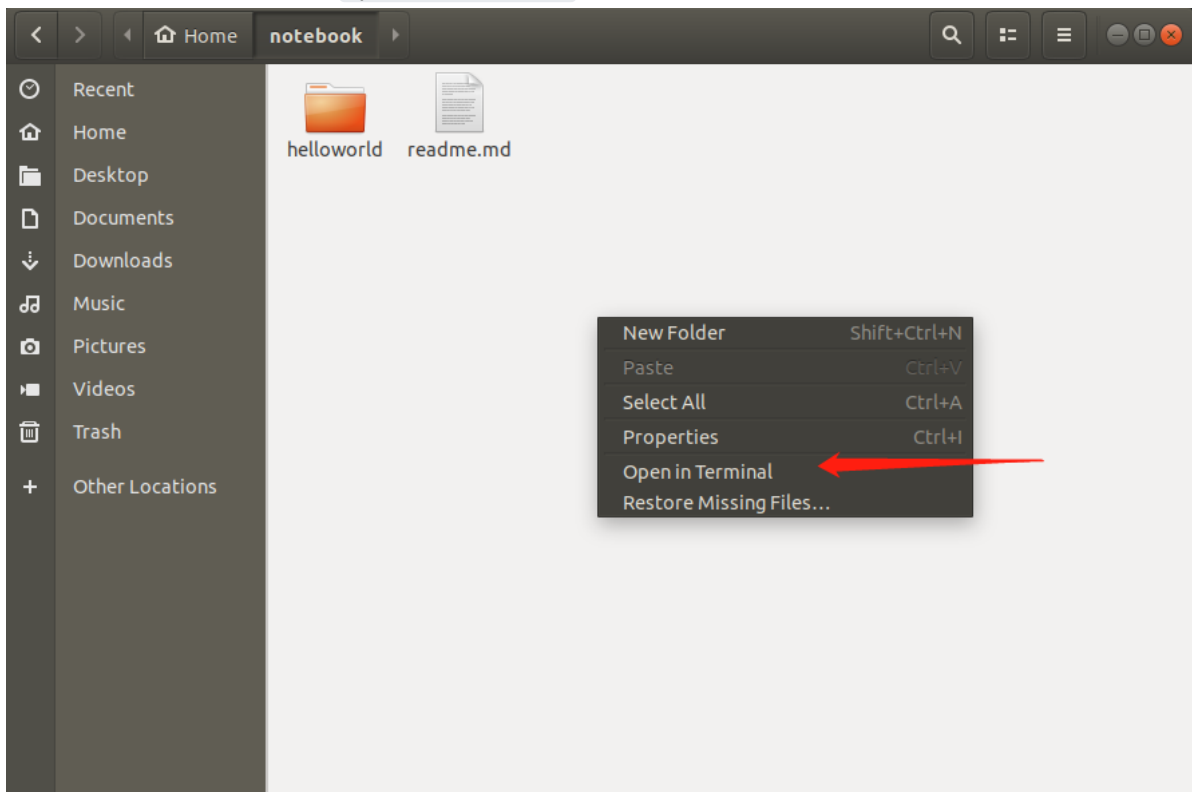 Home notebook
Recent
Home
Desktop
Documents
Downloads
Music
Pictures
Videos
Trash
Other Locations
helloworld readme.md
New Folder Shift+Ctrl+N
Paste Ctrl+V
Select All Ctrl+A
Properties Ctrl+I
Open in Terminal
Restore Missing Files…